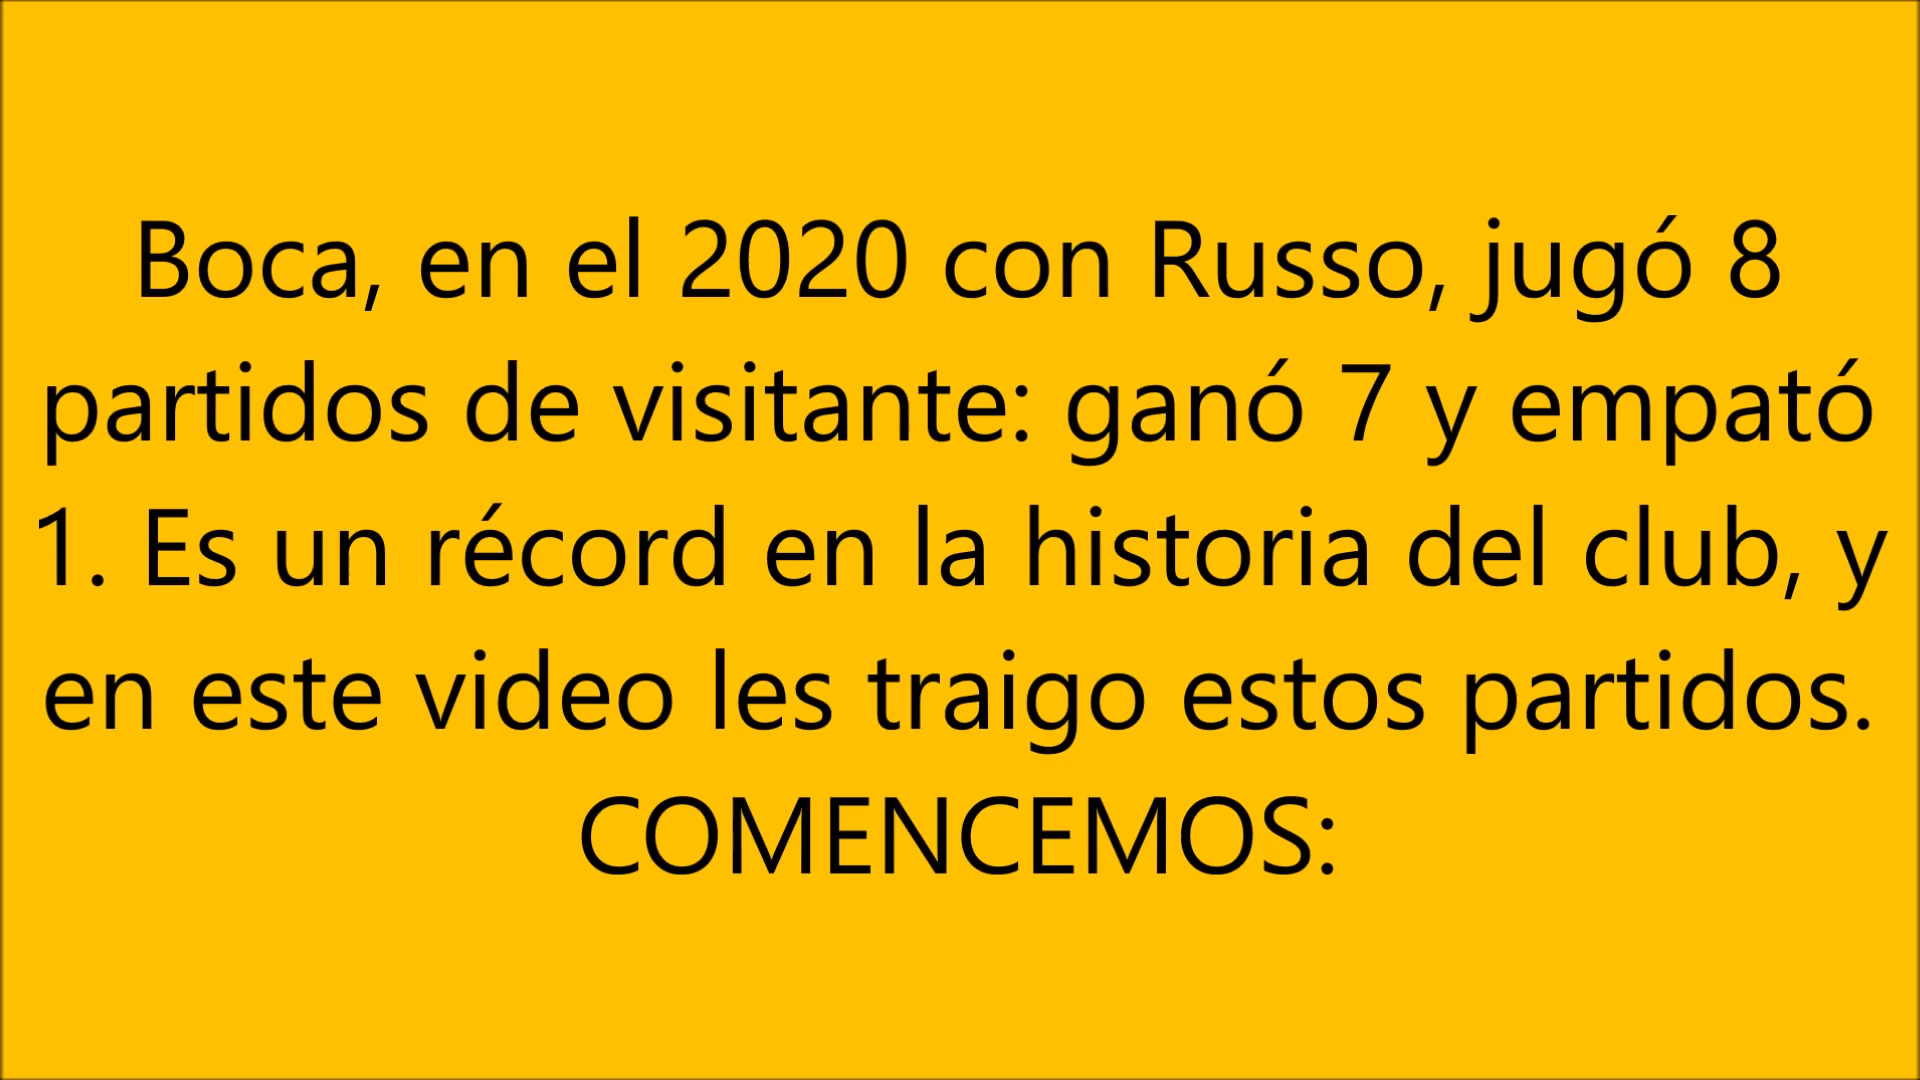 Boca, en el 2020 con Russo, jugó 8
partidos de visitante: ganó 7 y empató
1. Es un récord en la historia del club, y
en este video les traigo estos partidos.
COMENCEMOS: